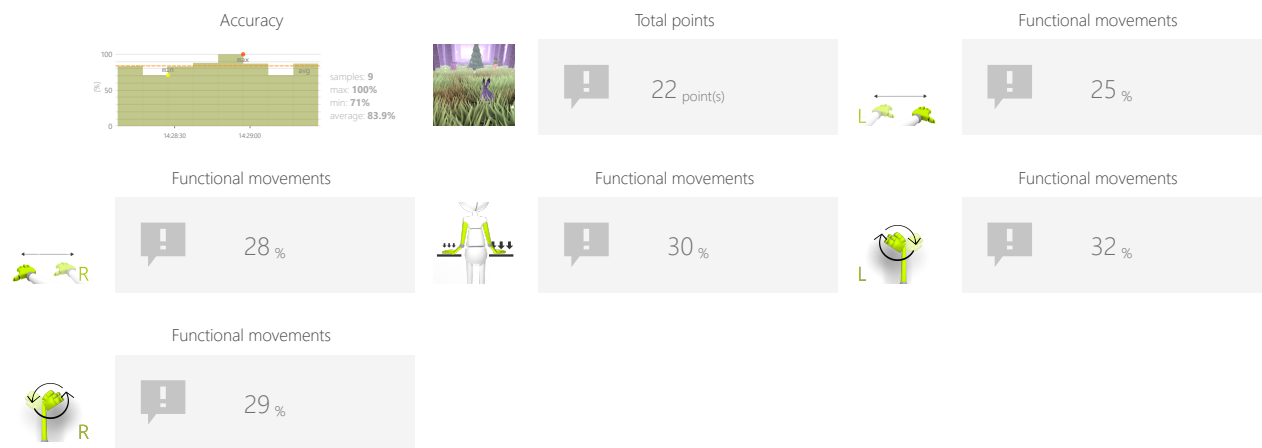 Accuracy
100
50
0
[%]
min
max
avg
14:28:30
14:29:00
samples: 9
max: 100%
min: 71%
average: 83.9%
Total points
22 point(s)
Functional movements
L
25 %
Functional movements
R
28 %
Functional movements
30 %
Functional movements
L
32 %
Functional movements
R
29 %